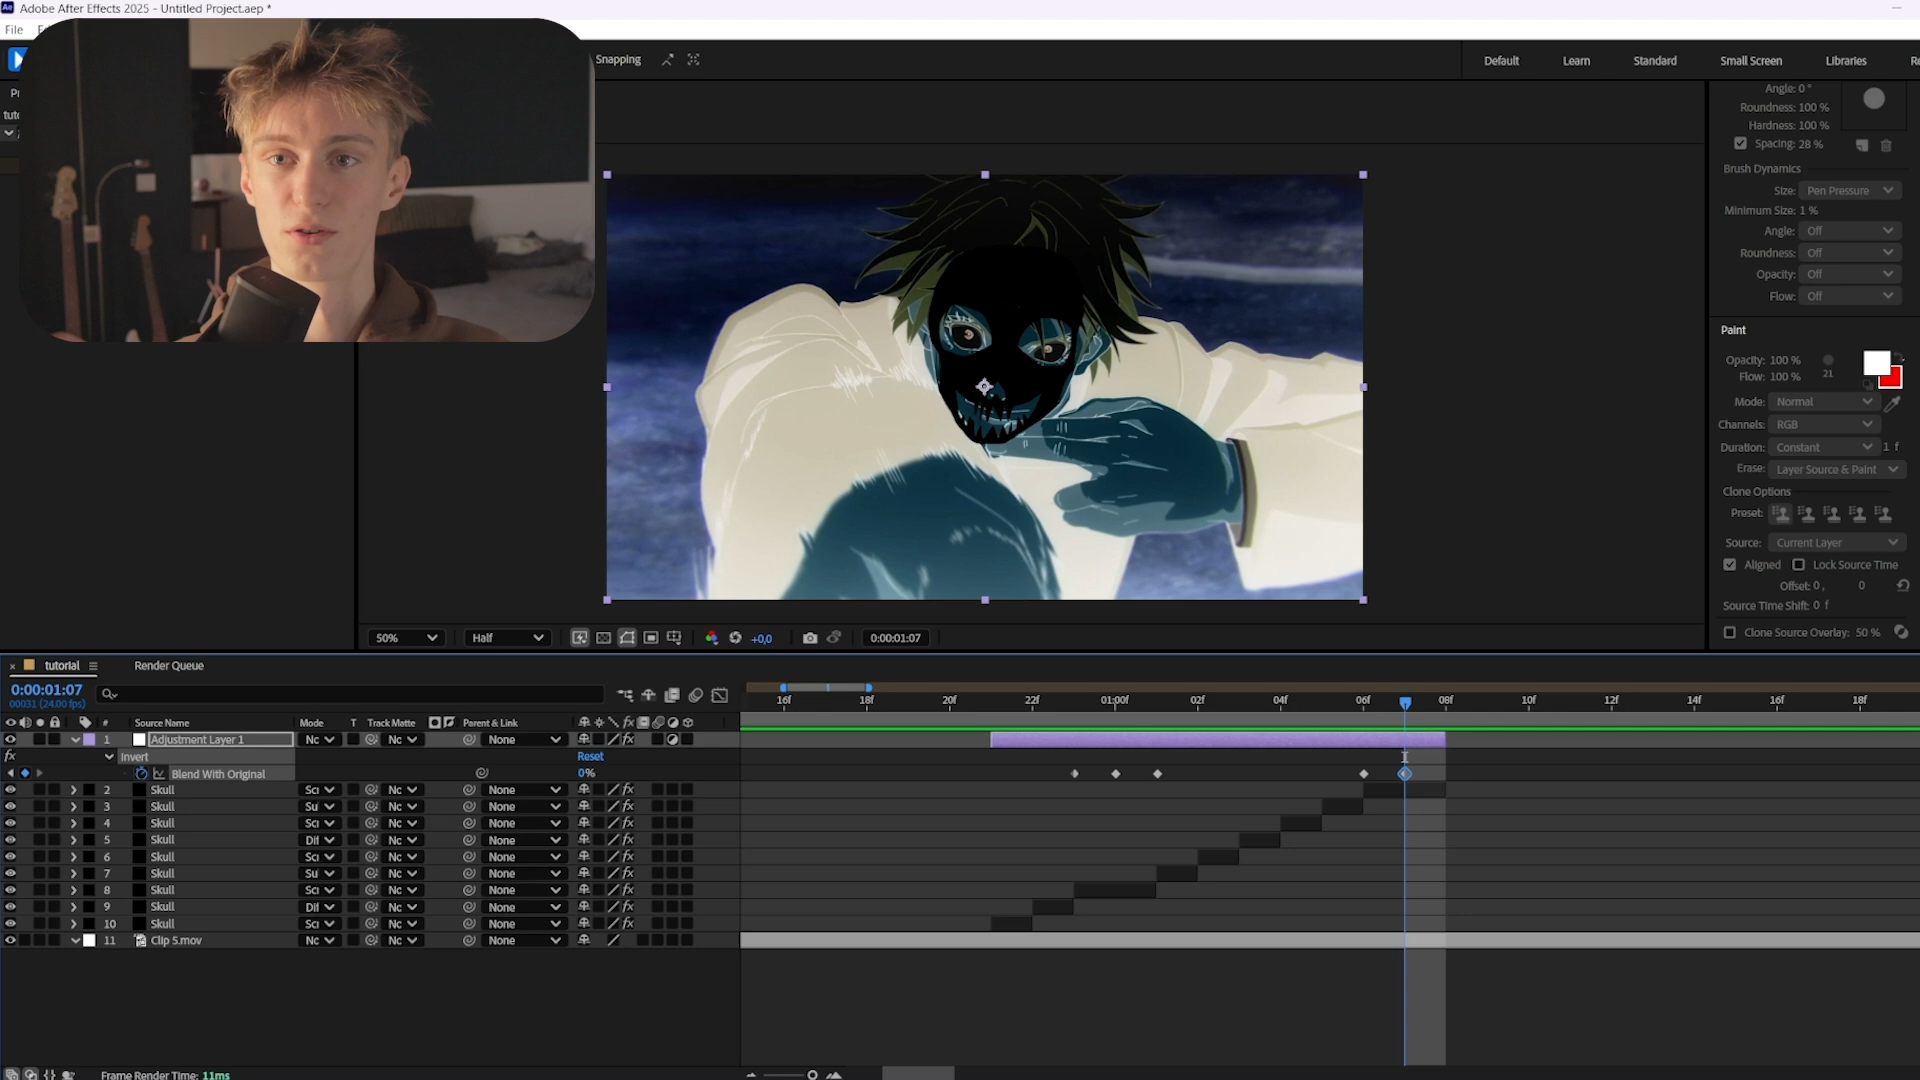 Adobe After Effects 2025 - Untitled Project.aep *
File
Snapping
Default
Learn
Standard
Small Screen
Libraries
Angle: 0 °
Roundness: 100 %
Hardness: 100 %
Spacing: 28 %
Brush Dynamics
Size: Pen Pressure
Minimum Size: 1 %
Angle: Off
Roundness: Off
Opacity: Off
Flow: Off
Paint
Opacity: 100 %
Flow: 100 %
21
Mode: Normal
Channels: RGB
Duration: Constant 1 f
Erase: Layer Source & Paint
Clone Options
Preset:
Source: Current Layer
Aligned Lock Source Time
Offset: 0 , 0
Source Time Shift: 0 f
Clone Source Overlay: 50 %
50% Half +0,0 0:00:01:07
tutorial Render Queue
0:00:01:07
00031 (24.00 fps)
16f 18f 20f 22f 01:00f 02f 04f 06f 08f 10f 12f 14f 16f 18f
# Source Name Mode T Track Matte Parent & Link
1 Adjustment Layer 1 Nc Nc None
fx Invert Reset
Blend With Original 0%
2 Skull Sci Nc None
3 Skull Su Nc None
4 Skull Sci Nc None
5 Skull Dif Nc None
6 Skull Sci Nc None
7 Skull Su Nc None
8 Skull Sci Nc None
9 Skull Dif Nc None
10 Skull Sci Nc None
11 Clip 5.mov Nc Nc None
Frame Render Time: 11ms